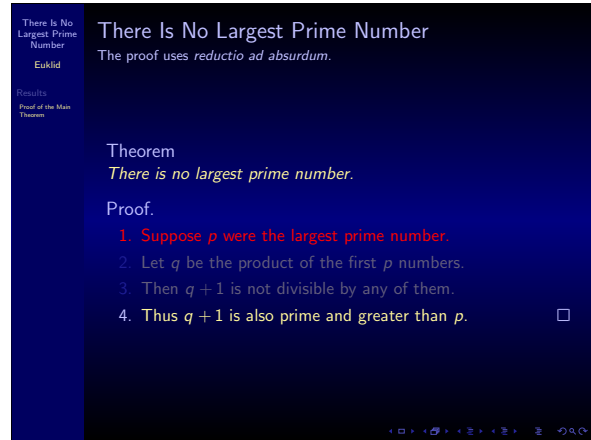 There Is No
Largest Prime
Number
Euklid
Results
Proof of the Main
Theorem
There Is No Largest Prime Number
The proof uses reductio ad absurdum.
Theorem
There is no largest prime number.
Proof.
1. Suppose p were the largest prime number.
2. Let q be the product of the first p numbers.
3. Then q + 1 is not divisible by any of them.
4. Thus q + 1 is also prime and greater than p.